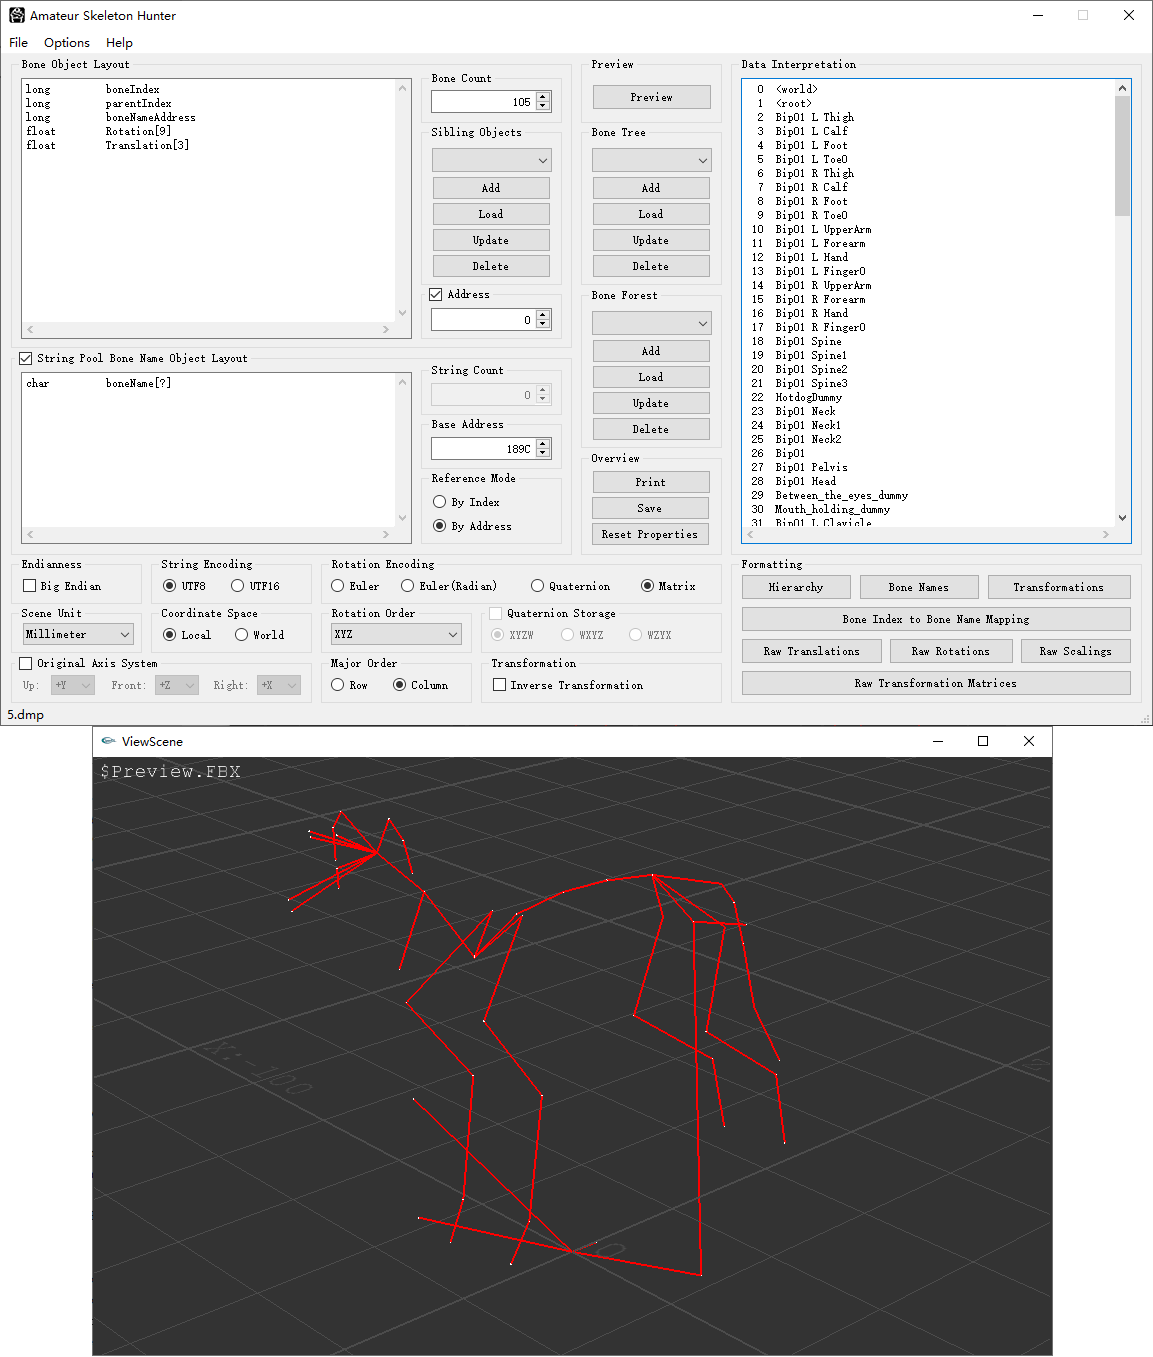 Amateur Skeleton Hunter
File Options Help
Bone Object Layout
long boneIndex
long parentIndex
long boneNameAddress
float Rotation[9]
float Translation[3]
Bone Count
105
Sibling Objects
Add
Load
Update
Delete
Address
0
String Pool Bone Name Object Layout
char boneName[?]
String Count
0
Base Address
189C
Reference Mode
By Index
By Address
Preview
Preview
Bone Tree
Add
Load
Update
Delete
Bone Forest
Add
Load
Update
Delete
Overview
Print
Save
Reset Properties
Data Interpretation
0 <world>
1 <root>
2 Bip01 L Thigh
3 Bip01 L Calf
4 Bip01 L Foot
5 Bip01 L Toe0
6 Bip01 R Thigh
7 Bip01 R Calf
8 Bip01 R Foot
9 Bip01 R Toe0
10 Bip01 L UpperArm
11 Bip01 L Forearm
12 Bip01 L Hand
13 Bip01 L Finger0
14 Bip01 R UpperArm
15 Bip01 R Forearm
16 Bip01 R Hand
17 Bip01 R Finger0
18 Bip01 Spine
19 Bip01 Spine1
20 Bip01 Spine2
21 Bip01 Spine3
22 HotdogDummy
23 Bip01 Neck
24 Bip01 Neck1
25 Bip01 Neck2
26 Bip01
27 Bip01 Pelvis
28 Bip01 Head
29 Between_the_eyes_dummy
30 Mouth_holding_dummy
31 Bip01 L Clavicle
Endianness
Big Endian
String Encoding
UTF8 UTF16
Rotation Encoding
Euler Euler(Radian) Quaternion Matrix
Scene Unit
Millimeter
Coordinate Space
Local World
Rotation Order
XYZ
Quaternion Storage
XYZW WXYZ WZYX
Original Axis System
Up: +Y Front: +Z Right: +X
Major Order
Row Column
Transformation
Inverse Transformation
Formatting
Hierarchy Bone Names Transformations
Bone Index to Bone Name Mapping
Raw Translations Raw Rotations Raw Scalings
Raw Transformation Matrices
5.dmp
ViewScene
$Preview.FBX
x:-100